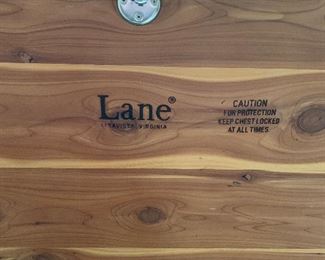 Lane®
ALTAVISTA, VIRGINIA
CAUTION
FOR PROTECTION
KEEP CHEST LOCKED
AT ALL TIMES